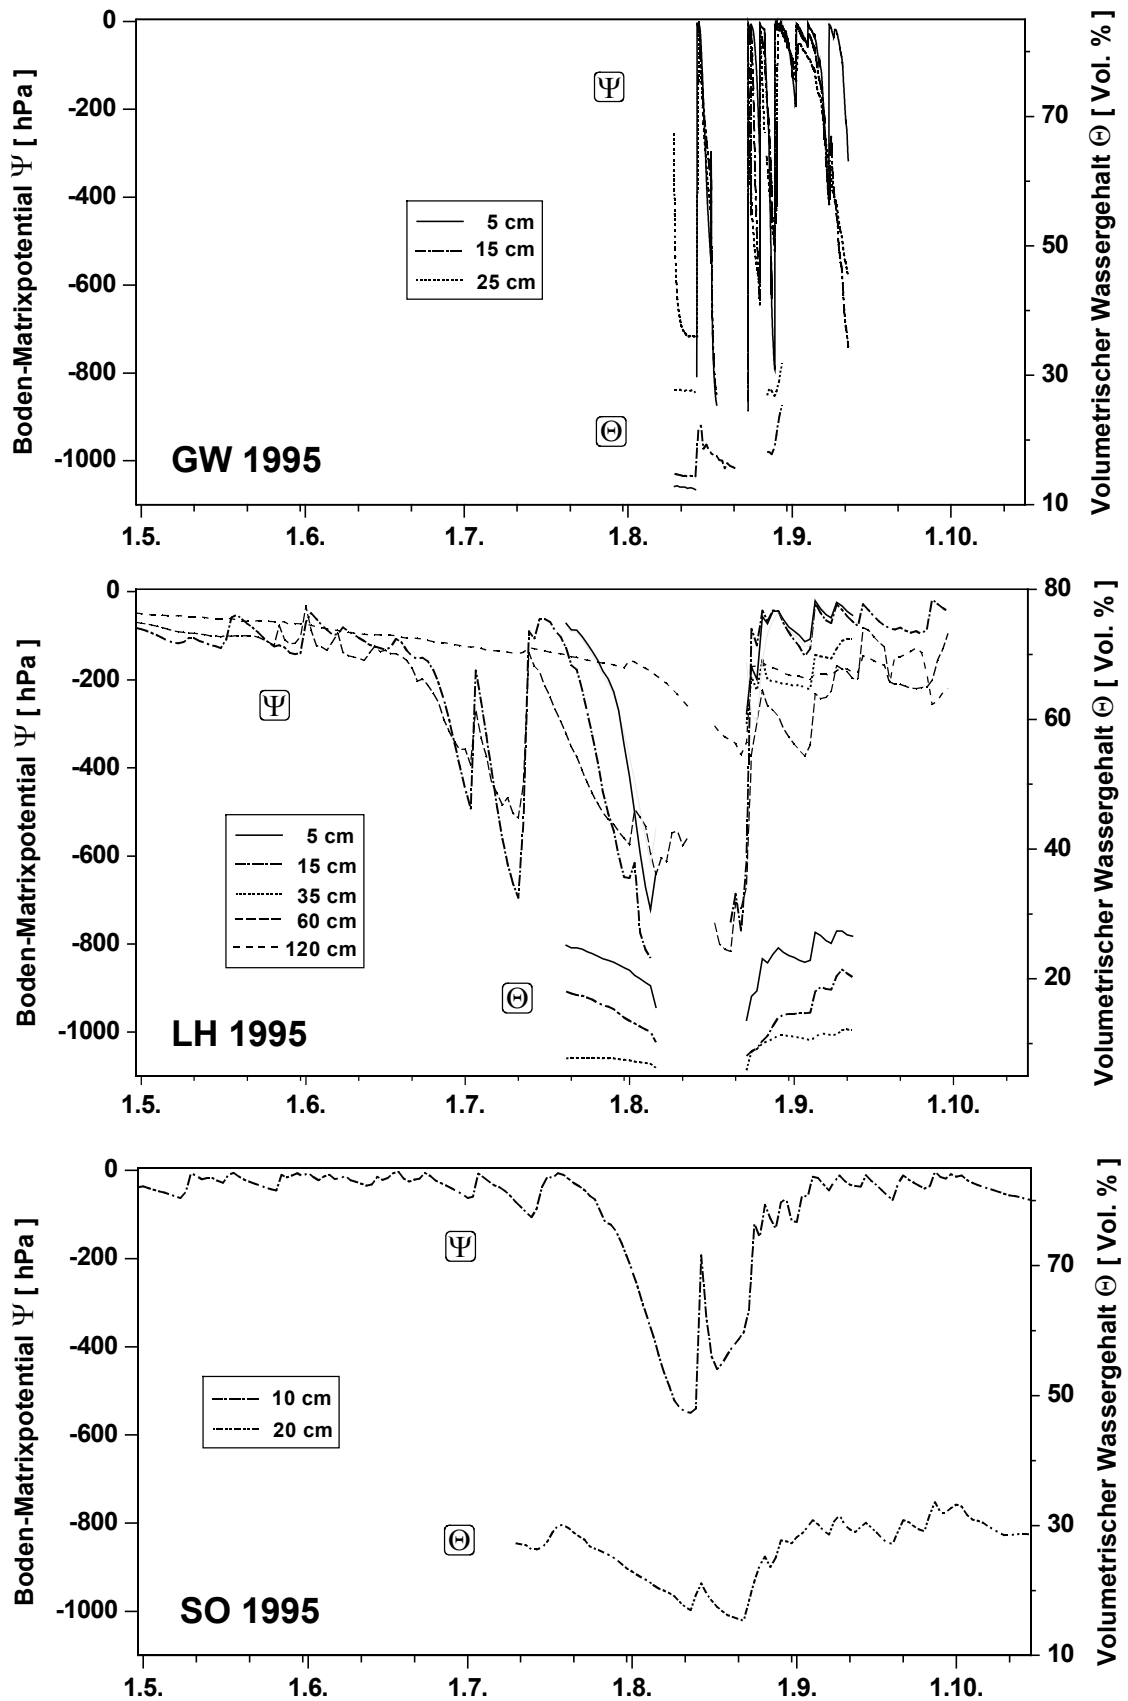 0
-200
-400
-600
-800
-1000
Boden-Matrixpotential Ψ [ hPa ]
Ψ
Θ
5 cm
15 cm
25 cm
GW 1995
70
50
30
10
Volumetrischer Wassergehalt Θ [ Vol. % ]
1.5. 1.6. 1.7. 1.8. 1.9. 1.10.
0
-200
-400
-600
-800
-1000
Boden-Matrixpotential Ψ [ hPa ]
Ψ
Θ
5 cm
15 cm
35 cm
60 cm
120 cm
LH 1995
80
60
40
20
Volumetrischer Wassergehalt Θ [ Vol. % ]
1.5. 1.6. 1.7. 1.8. 1.9. 1.10.
0
-200
-400
-600
-800
-1000
Boden-Matrixpotential Ψ [ hPa ]
Ψ
Θ
10 cm
20 cm
SO 1995
70
50
30
10
Volumetrischer Wassergehalt Θ [ Vol. % ]
1.5. 1.6. 1.7. 1.8. 1.9. 1.10.